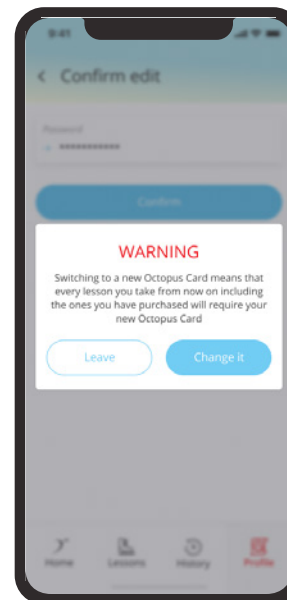 9:41
< Confirm edit
Password
***********
Confirm
WARNING
Switching to a new Octopus Card means that
every lesson you take from now on including
the ones you have purchased will require your
new Octopus Card
Leave
Change it
Home
Lessons
History
Profile